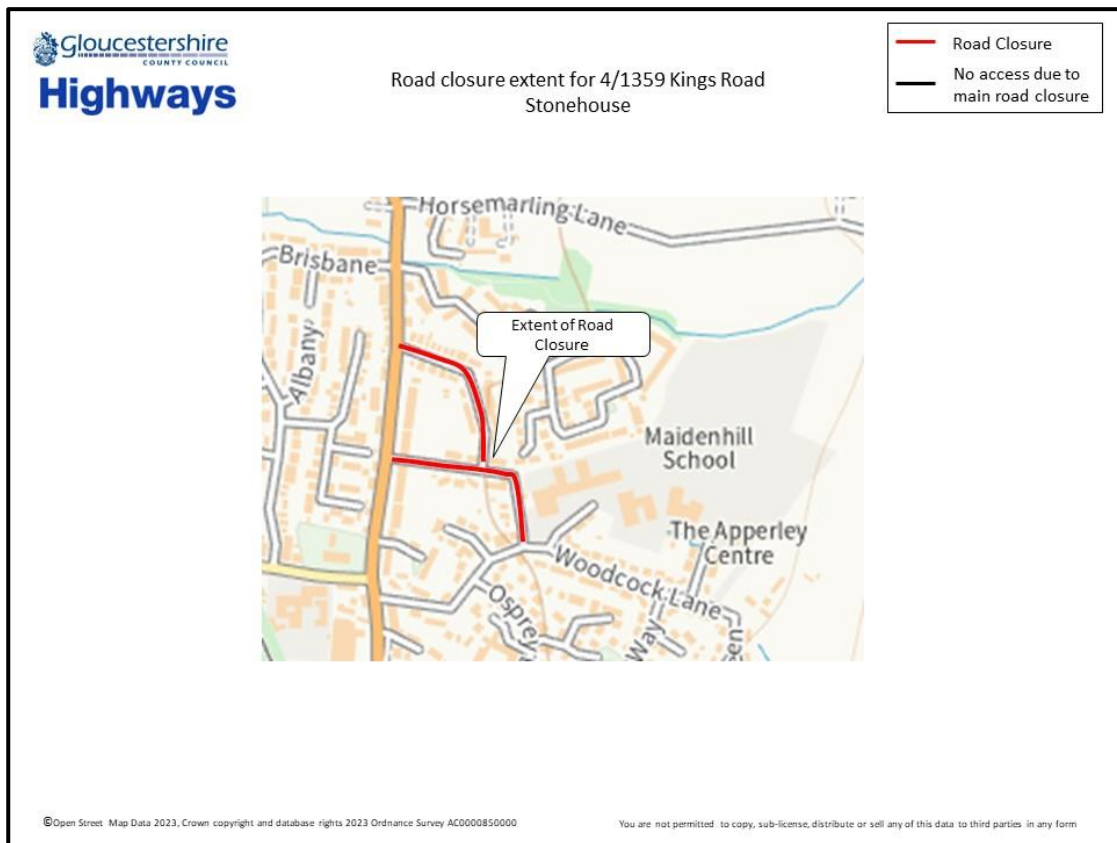 Gloucestershire
COUNTY COUNCIL
Highways
Road closure extent for 4/1359 Kings Road
Stonehouse
Road Closure
No access due to
main road closure
Horsemarling Lane
Brisbane
Albany
Extent of Road
Closure
Maidenhill
School
The Apperley
Centre
Woodcock Lane
Osprey
Way
een
©Open Street Map Data 2023, Crown copyright and database rights 2023 Ordnance Survey AC0000850000
You are not permitted to copy, sub-license, distribute or sell any of this data to third parties in any form